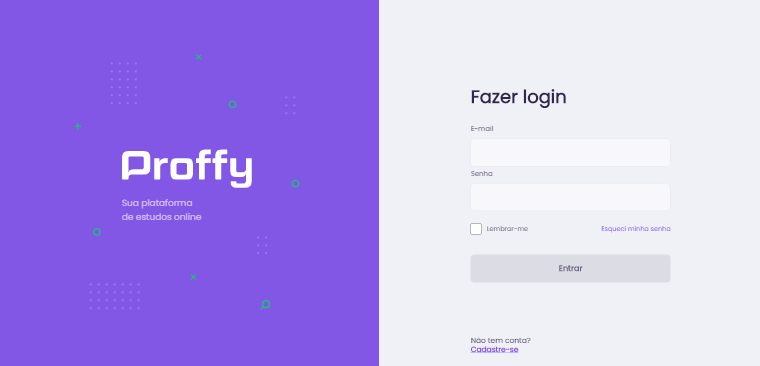 Proffy
Sua plataforma
de estudos online
Fazer login
E-mail
Senha
Lembrar-me
Esqueci minha senha
Entrar
Não tem conta?
Cadastre-se